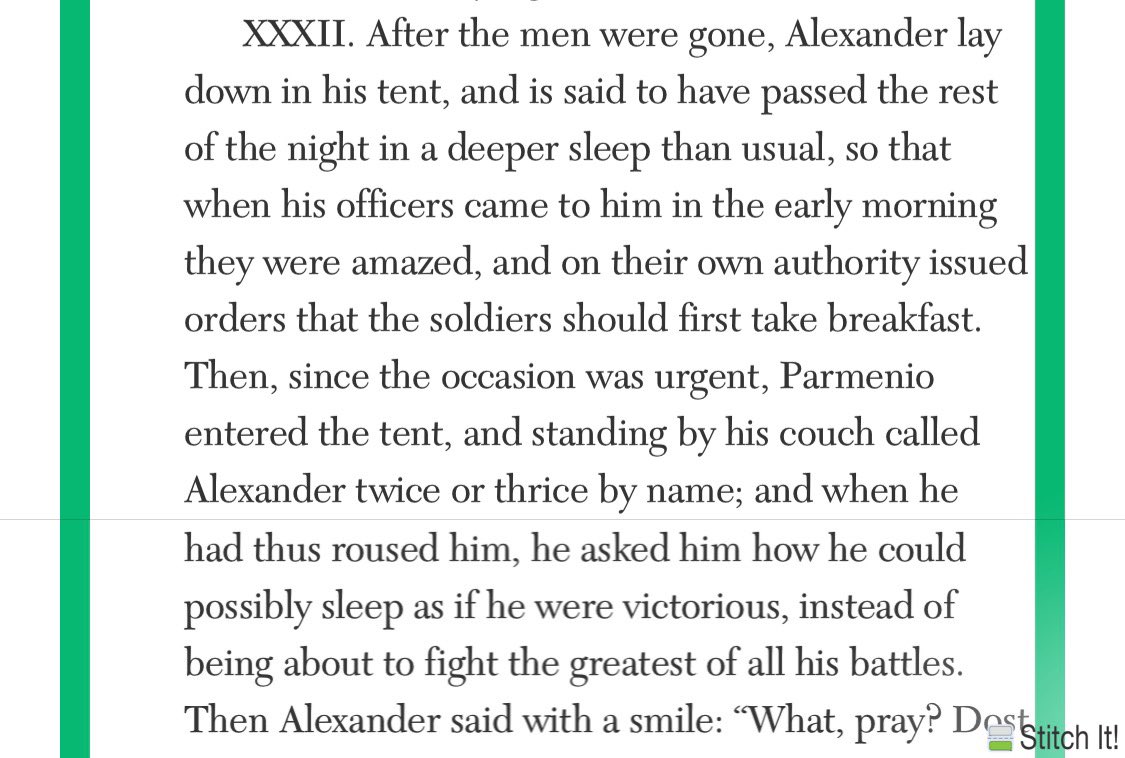 XXXII. After the men were gone, Alexander lay
down in his tent, and is said to have passed the rest
of the night in a deeper sleep than usual, so that
when his officers came to him in the early morning
they were amazed, and on their own authority issued
orders that the soldiers should first take breakfast.
Then, since the occasion was urgent, Parmenio
entered the tent, and standing by his couch called
Alexander twice or thrice by name; and when he
had thus roused him, he asked him how he could
possibly sleep as if he were victorious, instead of
being about to fight the greatest of all his battles.
Then Alexander said with a smile: “What, pray? Dost
Stitch It!